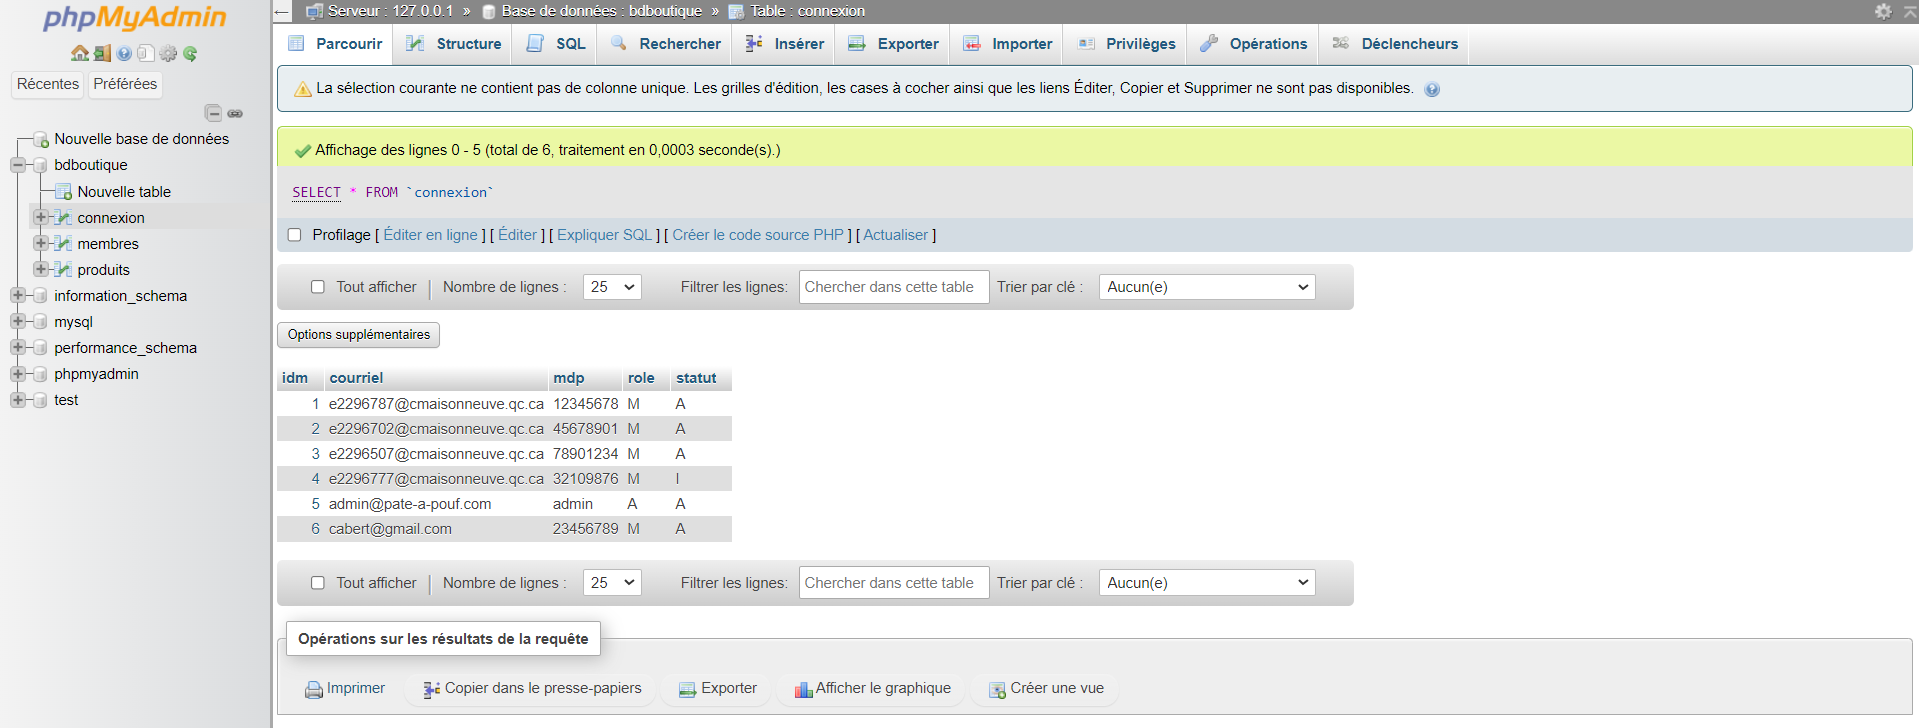 phpMyAdmin
Récentes Préférées
Nouvelle base de données
bdboutique
Nouvelle table
connexion
membres
produits
information_schema
mysql
performance_schema
phpmyadmin
test
Serveur : 127.0.0.1 » Base de données : bdboutique » Table : connexion
Parcourir Structure SQL Rechercher Insérer Exporter Importer Privilèges Opérations Déclencheurs
La sélection courante ne contient pas de colonne unique. Les grilles d'édition, les cases à cocher ainsi que les liens Éditer, Copier et Supprimer ne sont pas disponibles.
Affichage des lignes 0 - 5 (total de 6, traitement en 0,0003 seconde(s).)
SELECT * FROM `connexion`
Profilage [ Éditer en ligne ] [ Éditer ] [ Expliquer SQL ] [ Créer le code source PHP ] [ Actualiser ]
Tout afficher | Nombre de lignes : 25 Filtrer les lignes: Chercher dans cette table Trier par clé : Aucun(e)
Options supplémentaires
idm courriel mdp role statut
1 e2296787@cmaisonneuve.qc.ca 12345678 M A
2 e2296702@cmaisonneuve.qc.ca 45678901 M A
3 e2296507@cmaisonneuve.qc.ca 78901234 M A
4 e2296777@cmaisonneuve.qc.ca 32109876 M I
5 admin@pate-a-pouf.com admin A A
6 cabert@gmail.com 23456789 M A
Tout afficher | Nombre de lignes : 25 Filtrer les lignes: Chercher dans cette table Trier par clé : Aucun(e)
Opérations sur les résultats de la requête
Imprimer Copier dans le presse-papiers Exporter Afficher le graphique Créer une vue